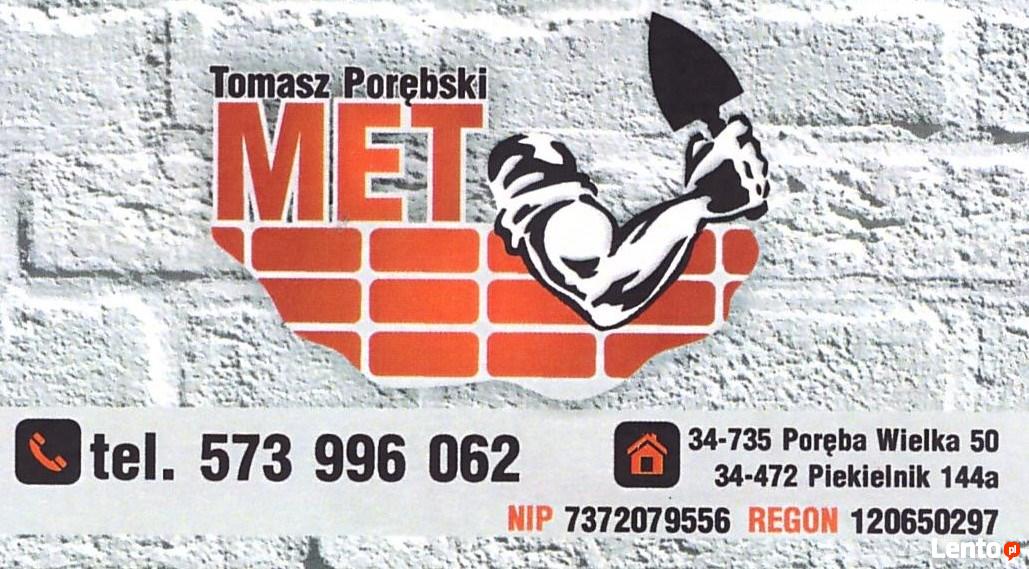 Tomasz Porębski
MET
tel. 573 996 062
34-735 Poręba Wielka 50
34-472 Piekielnik 144a
NIP 7372079556 REGON 120650297
Lento.pl